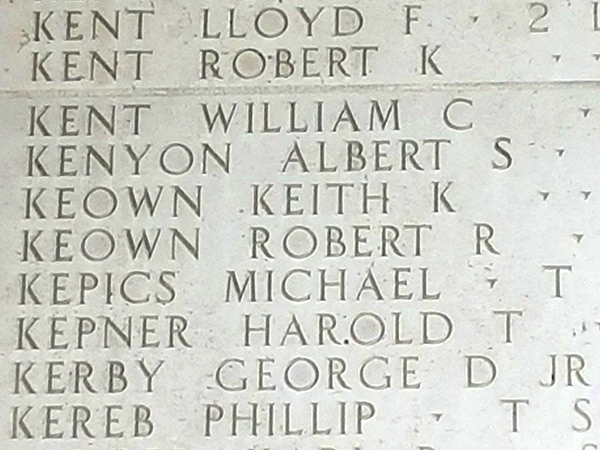 KENT LLOYD F · 2 L
KENT ROBERT K · ·
KENT WILLIAM C ·
KENYON ALBERT S ·
KEOWN KEITH K · ·
KEOWN ROBERT R ·
KEPICS MICHAEL · T
KEPNER HAROLD T ·
KERBY GEORGE D JR
KEREB PHILLIP · T S